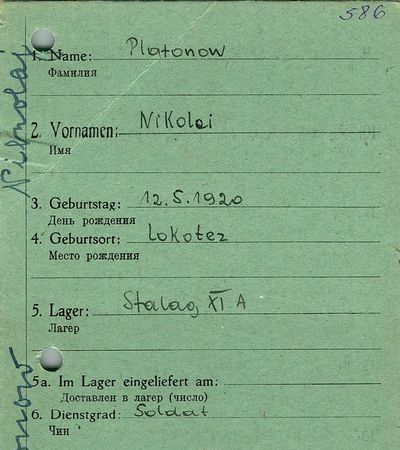 586
1. Name: Platonow
Фамилия
2. Vornamen: Nikolai
Имя
3. Geburtstag: 12.5.1920
День рождения
4. Geburtsort: Lokotez
Место рождения
5. Lager: Stalag XI A
Лагер
5a. Im Lager eingeliefert am:
Доставлен в лагер (число)
6. Dienstgrad: Soldat
Чин
Nikolaj
onow